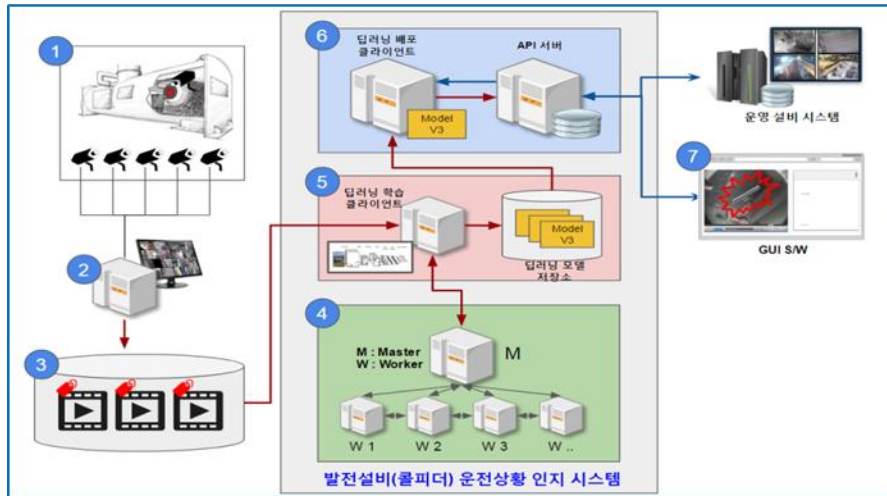 1
2
3
6
딥러닝 배포
클라이언트
API 서버
Model
V3
5
딥러닝 학습
클라이언트
Model
V3
딥러닝 모델
저장소
4
M : Master
W : Worker
M
W 1
W 2
W 3
W ..
발전설비(콜피더) 운전상황 인지 시스템
운영 설비 시스템
7
GUI S/W